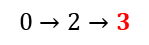 0 → 2 → 3